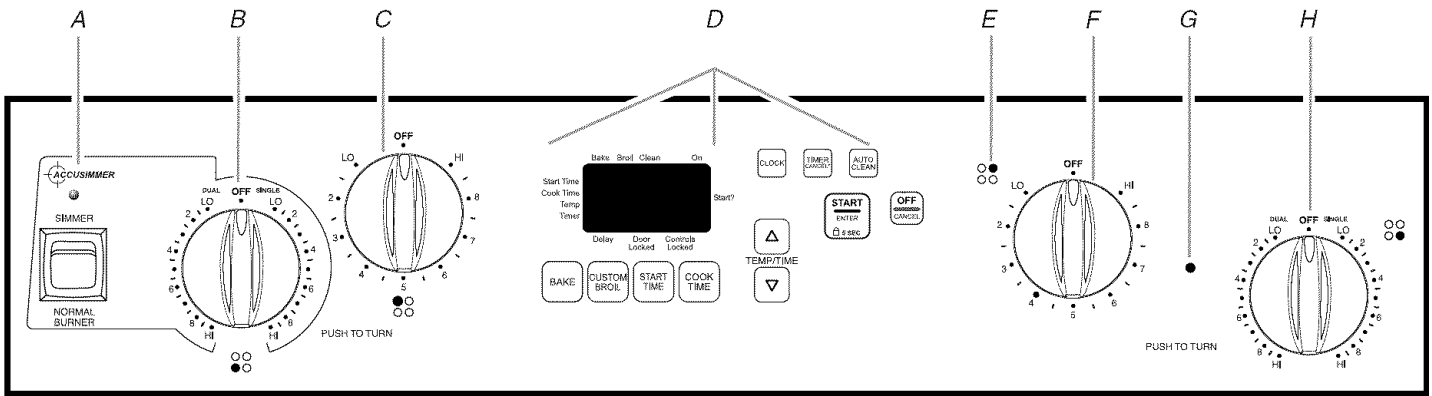 A B C D E F G H
ACCUSIMMER
SIMMER
NORMAL
BURNER
DUAL OFF SINGLE
LO LO
2 2
4 4
6 6
8 8
HI HI
PUSH TO TURN
OFF
LO HI
2 8
3 7
4 6
5
Bake Broil Clean On
Start Time
Cook Time
Temp
Timer
Start?
Delay Door Locked Controls Locked
BAKE
CUSTOM
BROIL
START
TIME
COOK
TIME
CLOCK
TIMER
CANCEL*
AUTO
CLEAN
TEMP/TIME
START
ENTER
5 SEC
OFF
CANCEL
OFF
LO HI
2 8
3 7
4 6
5
PUSH TO TURN
DUAL OFF SINGLE
LO LO
2 2
4 4
6 6
8 8
HI HI